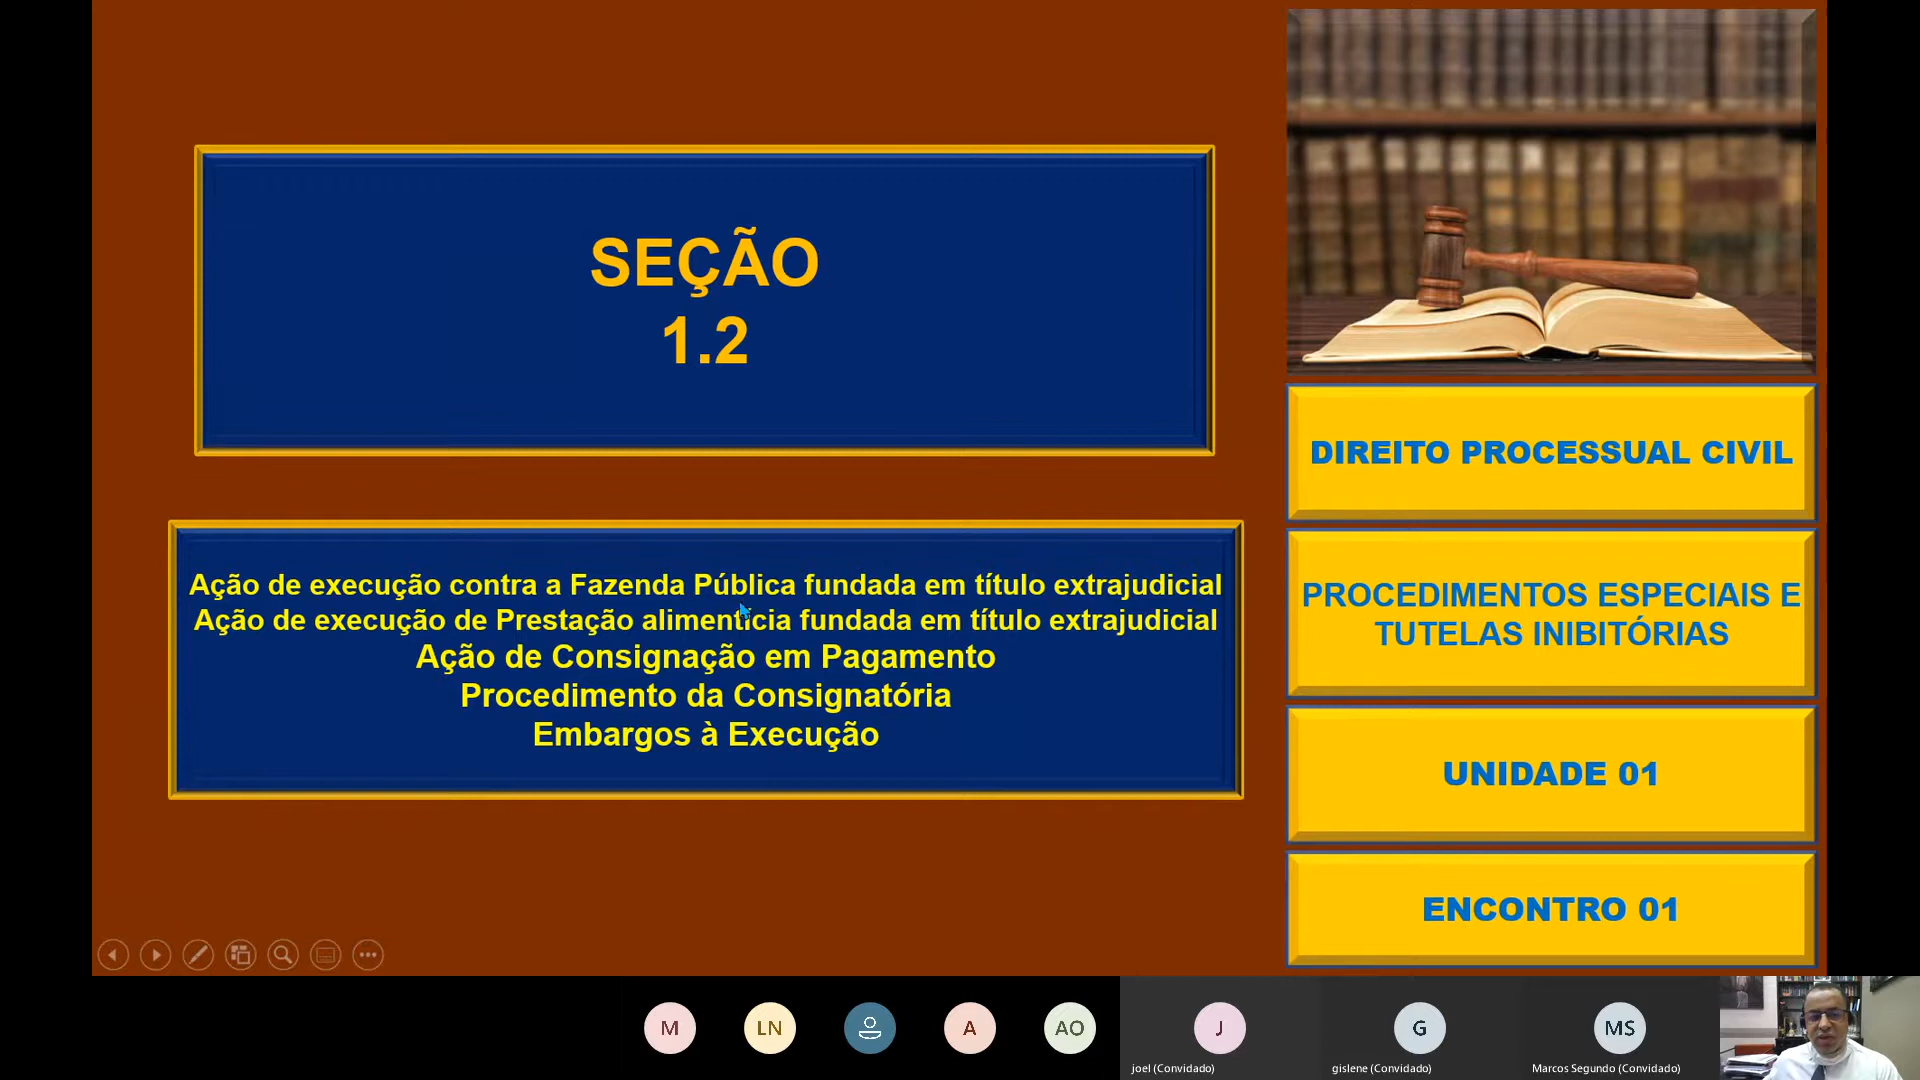 SEÇÃO
1.2
Ação de execução contra a Fazenda Pública fundada em título extrajudicial
Ação de execução de Prestação alimentícia fundada em título extrajudicial
Ação de Consignação em Pagamento
Procedimento da Consignatória
Embargos à Execução
DIREITO PROCESSUAL CIVIL
PROCEDIMENTOS ESPECIAIS E
TUTELAS INIBITÓRIAS
UNIDADE 01
ENCONTRO 01
M
LN
A
AO
J
G
MS
joel (Convidado)
gislene (Convidado)
Marcos Segundo (Convidado)